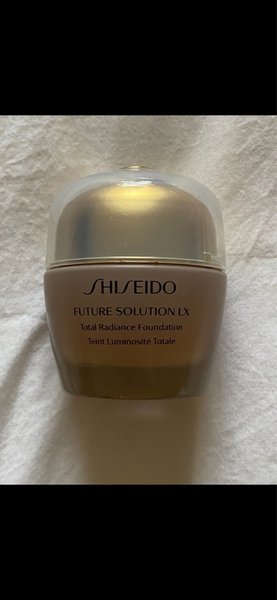 SHISEIDO
FUTURE SOLUTION LX
Total Radiance Foundation
Teint Luminosité Totale